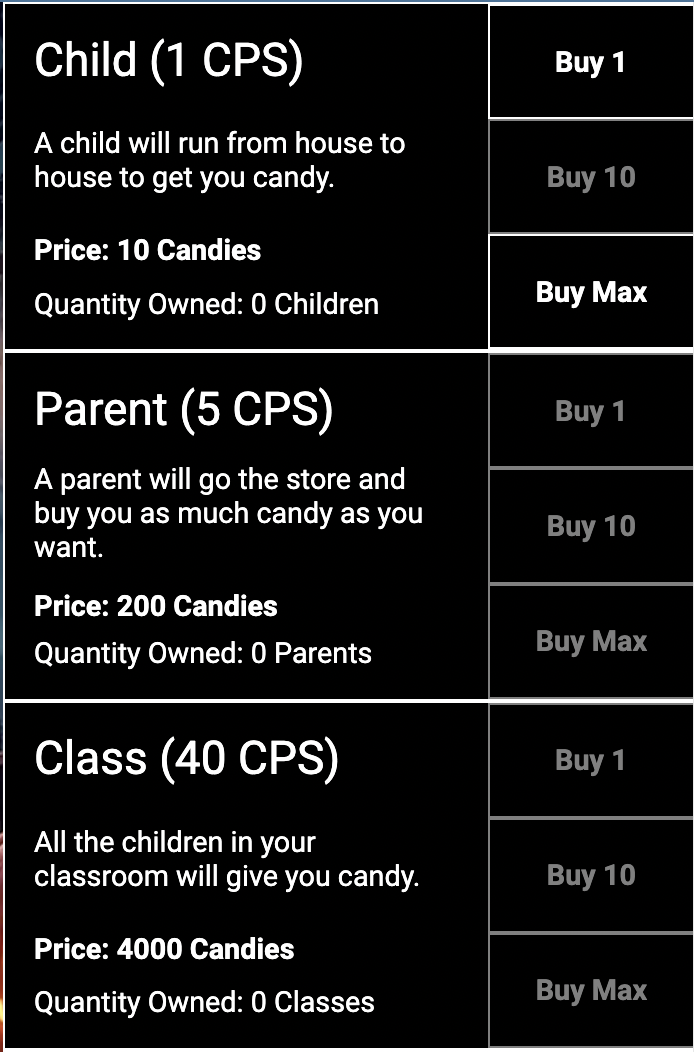 Child (1 CPS)
Buy 1
A child will run from house to
house to get you candy.
Buy 10
Price: 10 Candies
Buy Max
Quantity Owned: 0 Children
Parent (5 CPS)
Buy 1
A parent will go the store and
buy you as much candy as you
want.
Buy 10
Price: 200 Candies
Quantity Owned: 0 Parents
Buy Max
Class (40 CPS)
Buy 1
All the children in your
classroom will give you candy.
Buy 10
Price: 4000 Candies
Quantity Owned: 0 Classes
Buy Max